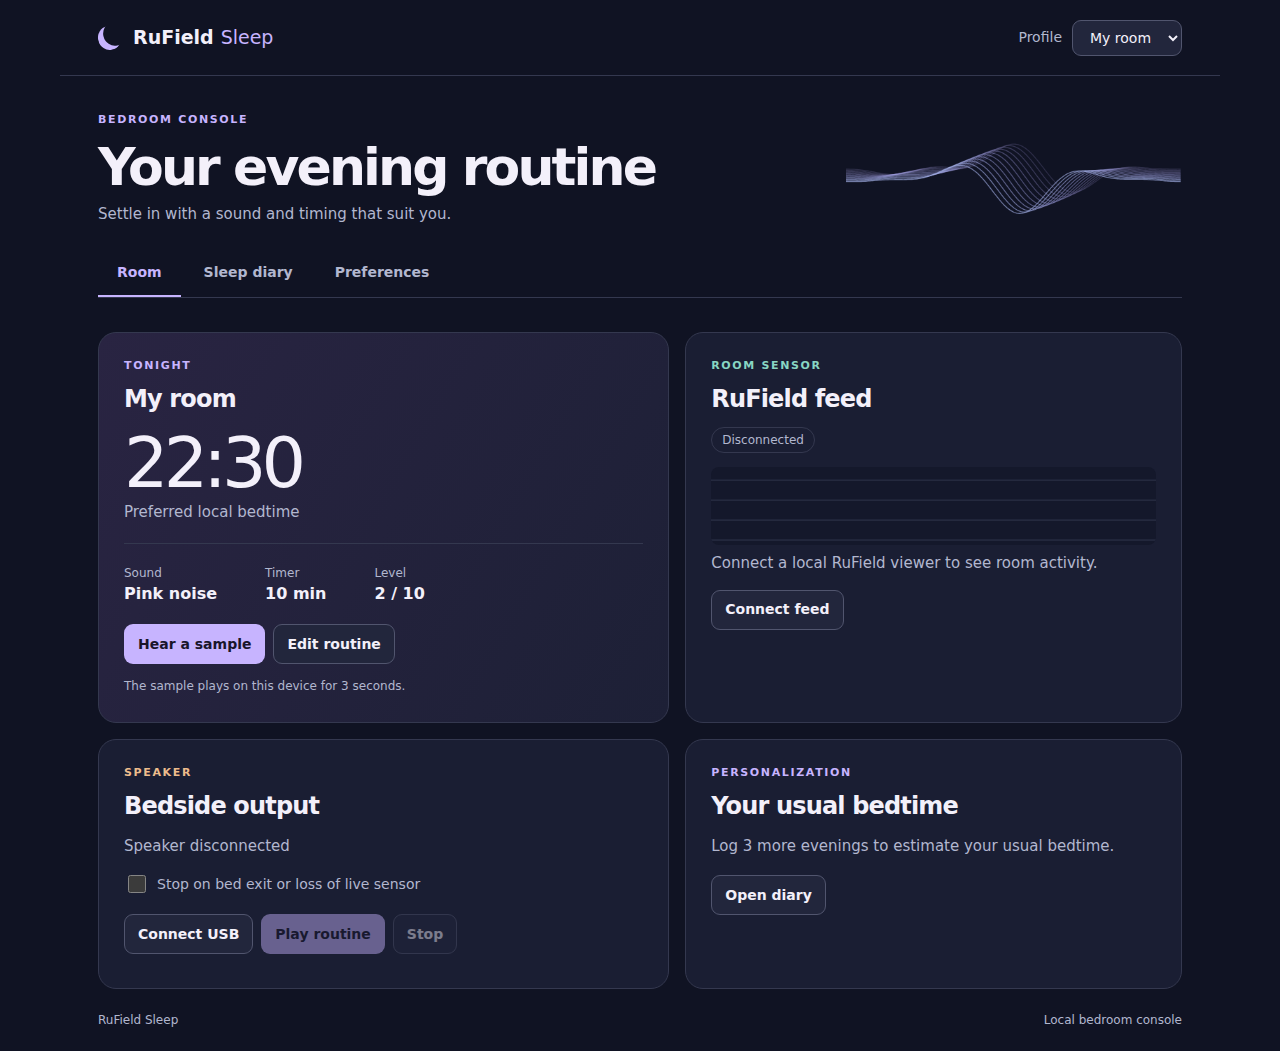 RuField Sleep
Profile
My room
BEDROOM CONSOLE
Your evening routine
Settle in with a sound and timing that suit you.
Room
Sleep diary
Preferences
TONIGHT
My room
22:30
Preferred local bedtime
Sound
Pink noise
Timer
10 min
Level
2 / 10
Hear a sample
Edit routine
The sample plays on this device for 3 seconds.
ROOM SENSOR
RuField feed
Disconnected
Connect a local RuField viewer to see room activity.
Connect feed
SPEAKER
Bedside output
Speaker disconnected
Stop on bed exit or loss of live sensor
Connect USB
Play routine
Stop
PERSONALIZATION
Your usual bedtime
Log 3 more evenings to estimate your usual bedtime.
Open diary
RuField Sleep
Local bedroom console